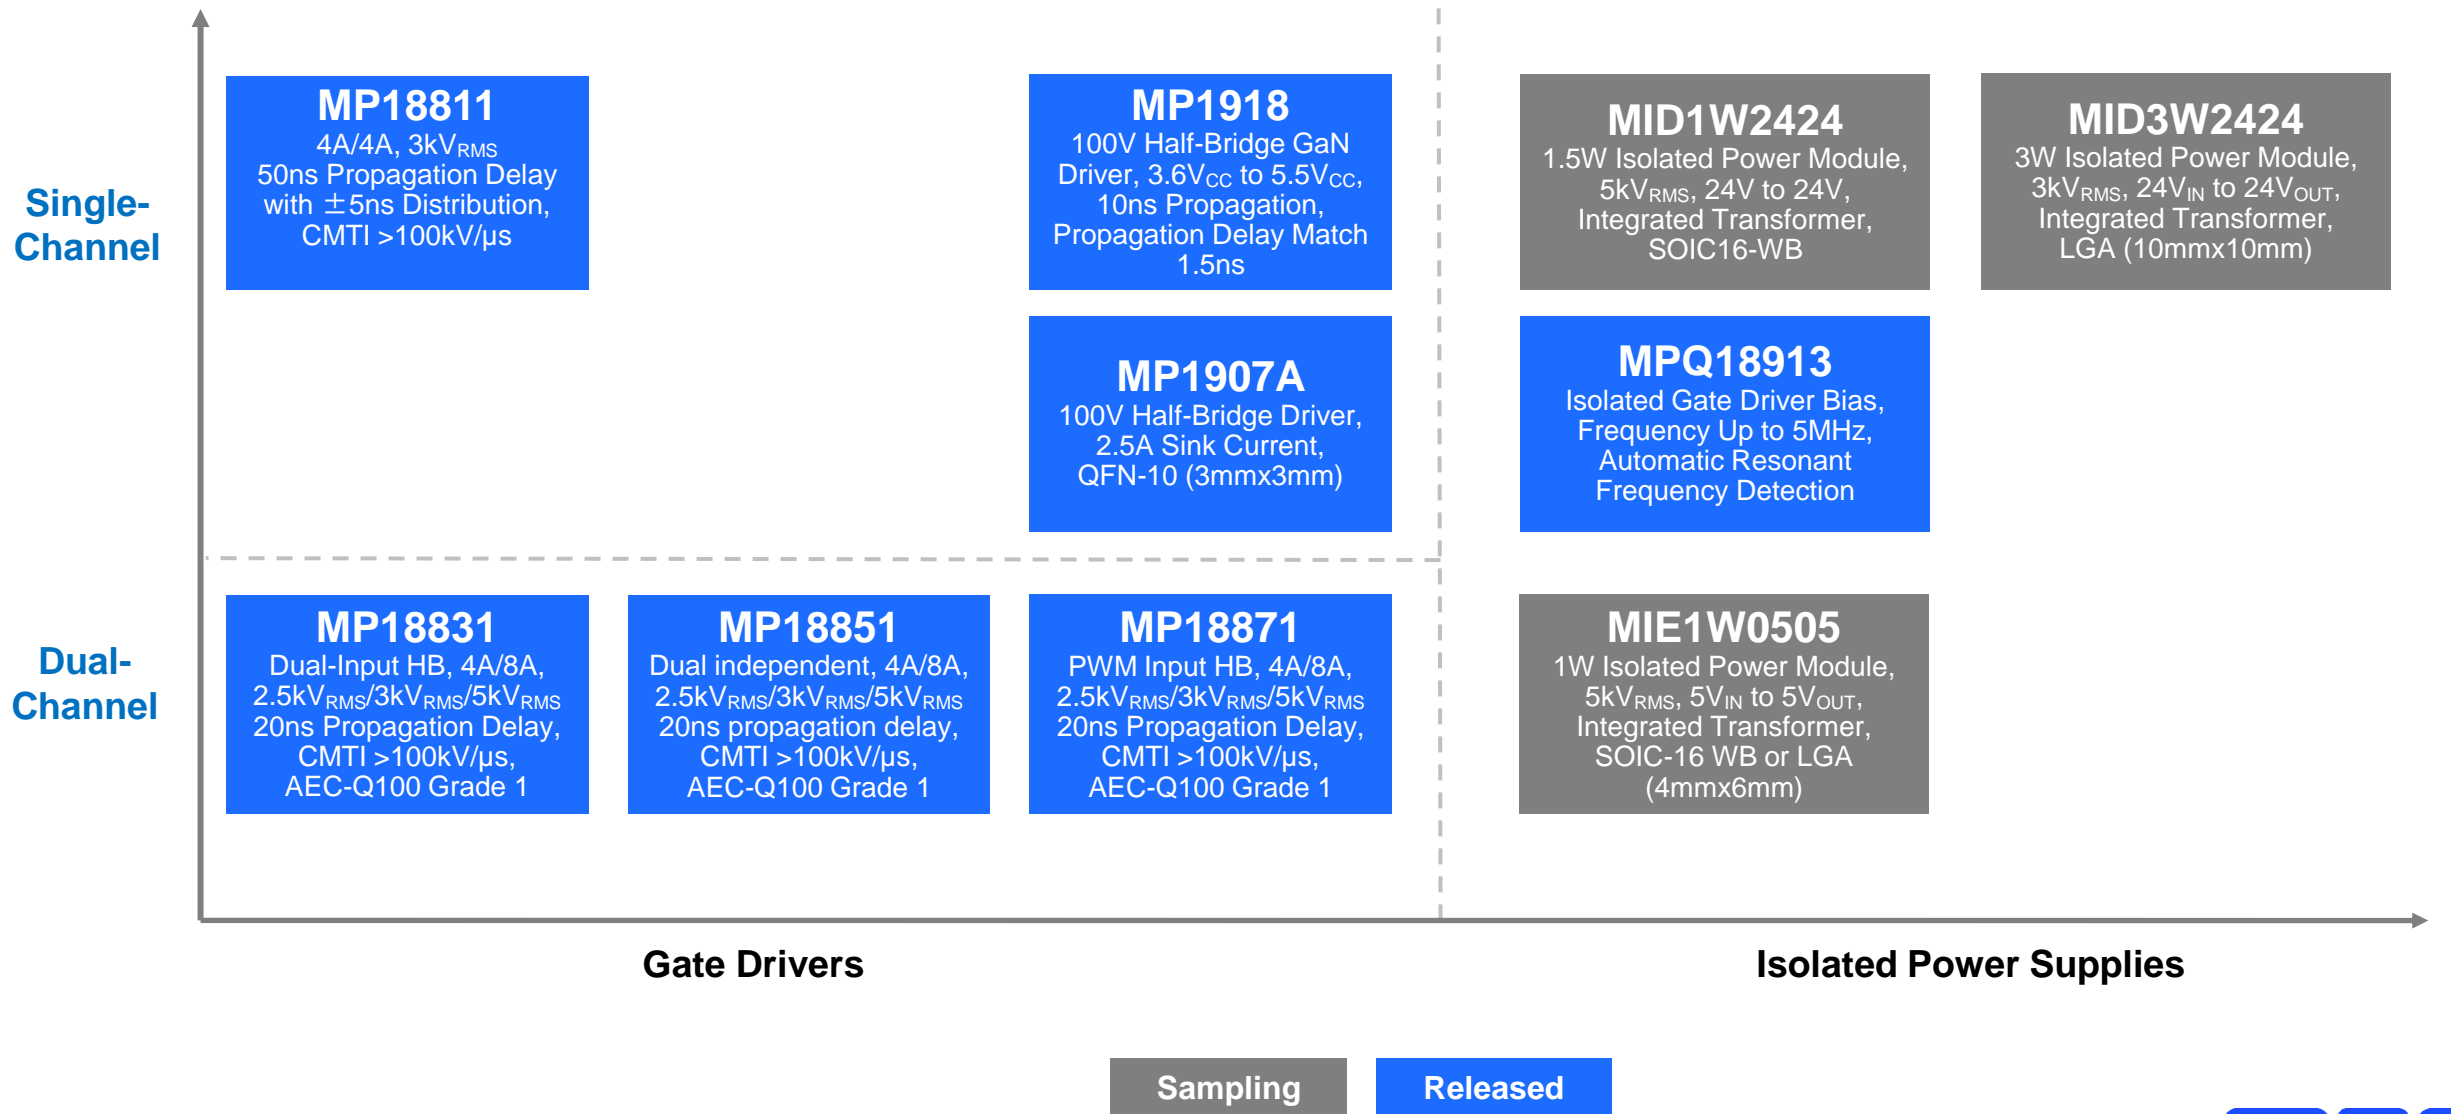 Single-
Channel
MP18811
4A/4A, 3kVRMS
50ns Propagation Delay
with ±5ns Distribution,
CMTI >100kV/µs
MP1918
100V Half-Bridge GaN
Driver, 3.6VCC to 5.5VCC,
10ns Propagation,
Propagation Delay Match
1.5ns
MID1W2424
1.5W Isolated Power Module,
5kVRMS, 24V to 24V,
Integrated Transformer,
SOIC16-WB
MID3W2424
3W Isolated Power Module,
3kVRMS, 24VIN to 24VOUT,
Integrated Transformer,
LGA (10mmx10mm)
MP1907A
100V Half-Bridge Driver,
2.5A Sink Current,
QFN-10 (3mmx3mm)
MPQ18913
Isolated Gate Driver Bias,
Frequency Up to 5MHz,
Automatic Resonant
Frequency Detection
Dual-
Channel
MP18831
Dual-Input HB, 4A/8A,
2.5kVRMS/3kVRMS/5kVRMS
20ns Propagation Delay,
CMTI >100kV/µs,
AEC-Q100 Grade 1
MP18851
Dual independent, 4A/8A,
2.5kVRMS/3kVRMS/5kVRMS
20ns propagation delay,
CMTI >100kV/µs,
AEC-Q100 Grade 1
MP18871
PWM Input HB, 4A/8A,
2.5kVRMS/3kVRMS/5kVRMS
20ns Propagation Delay,
CMTI >100kV/µs,
AEC-Q100 Grade 1
MIE1W0505
1W Isolated Power Module,
5kVRMS, 5VIN to 5VOUT,
Integrated Transformer,
SOIC-16 WB or LGA
(4mmx6mm)
Gate Drivers
Isolated Power Supplies
Sampling
Released